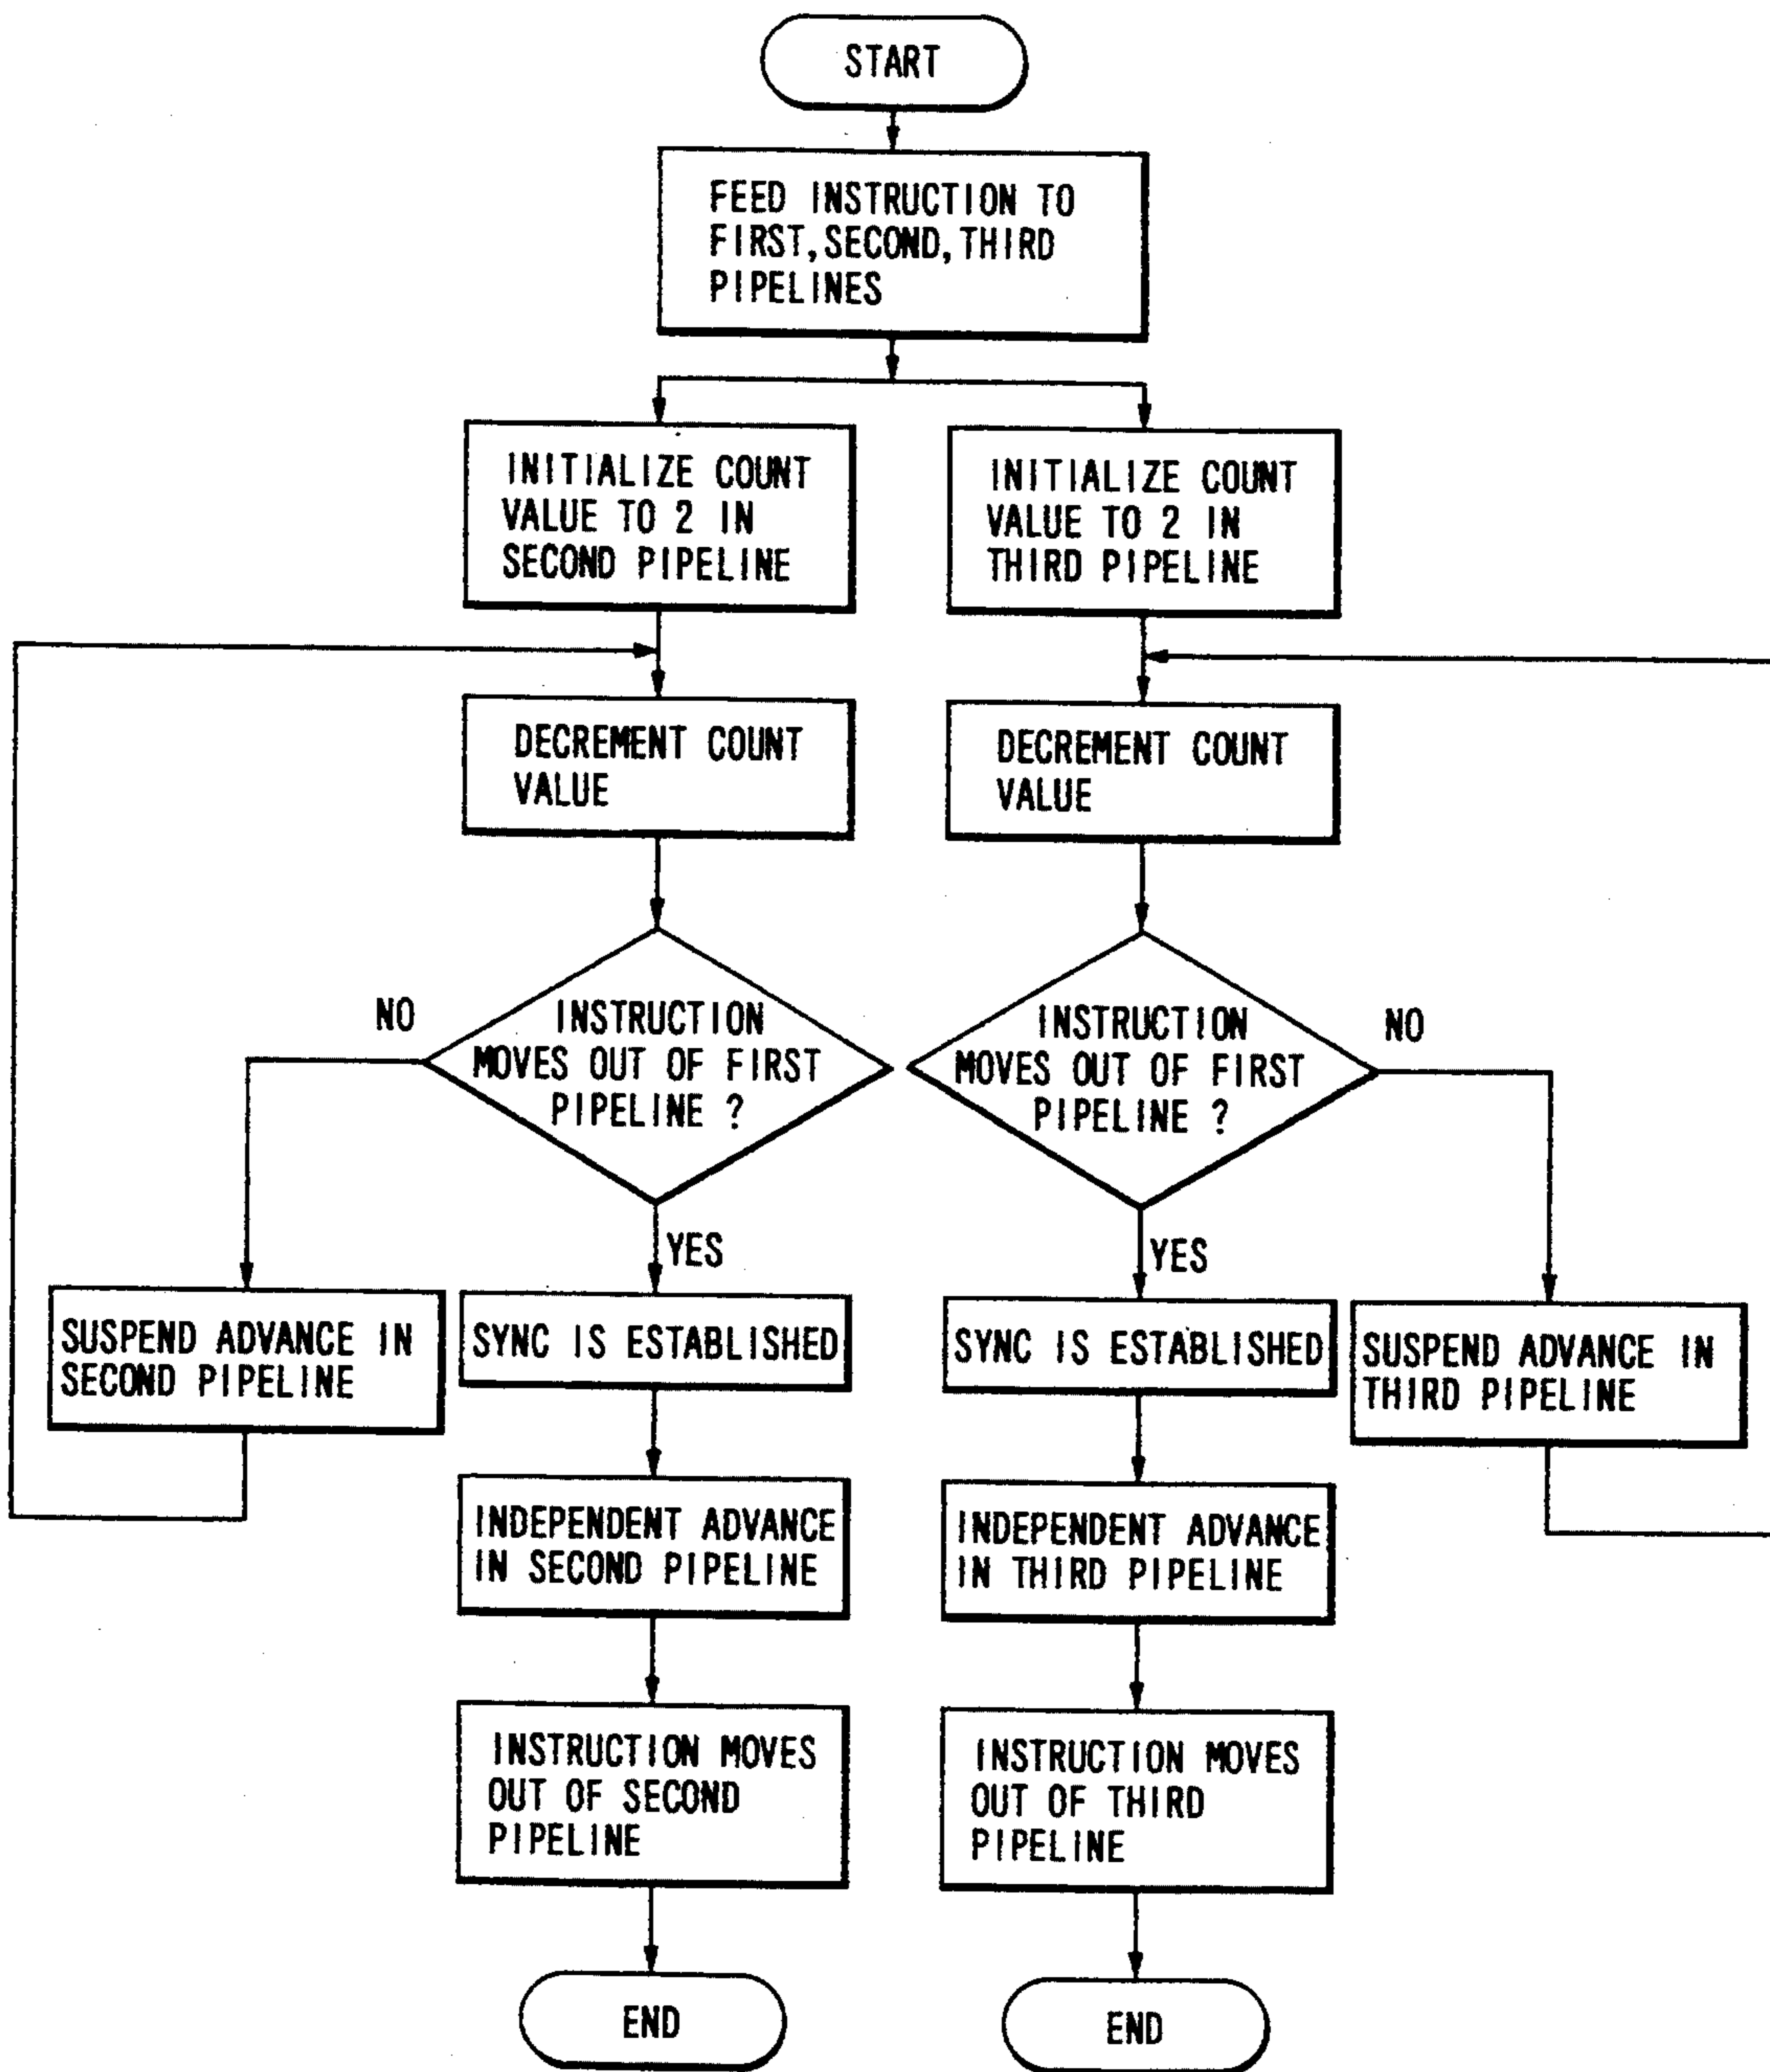 START
FEED INSTRUCTION TO
FIRST, SECOND, THIRD
PIPELINES
INITIALIZE COUNT
VALUE TO 2 IN
SECOND PIPELINE
INITIALIZE COUNT
VALUE TO 2 IN
THIRD PIPELINE
DECREMENT COUNT
VALUE
DECREMENT COUNT
VALUE
NO
INSTRUCTION
MOVES OUT OF FIRST
PIPELINE ?
INSTRUCTION
MOVES OUT OF FIRST
PIPELINE ?
NO
YES
YES
SUSPEND ADVANCE IN
SECOND PIPELINE
SYNC IS ESTABLISHED
SYNC IS ESTABLISHED
SUSPEND ADVANCE IN
THIRD PIPELINE
INDEPENDENT ADVANCE
IN SECOND PIPELINE
INDEPENDENT ADVANCE
IN THIRD PIPELINE
INSTRUCTION MOVES
OUT OF SECOND
PIPELINE
INSTRUCTION MOVES
OUT OF THIRD
PIPELINE
END
END